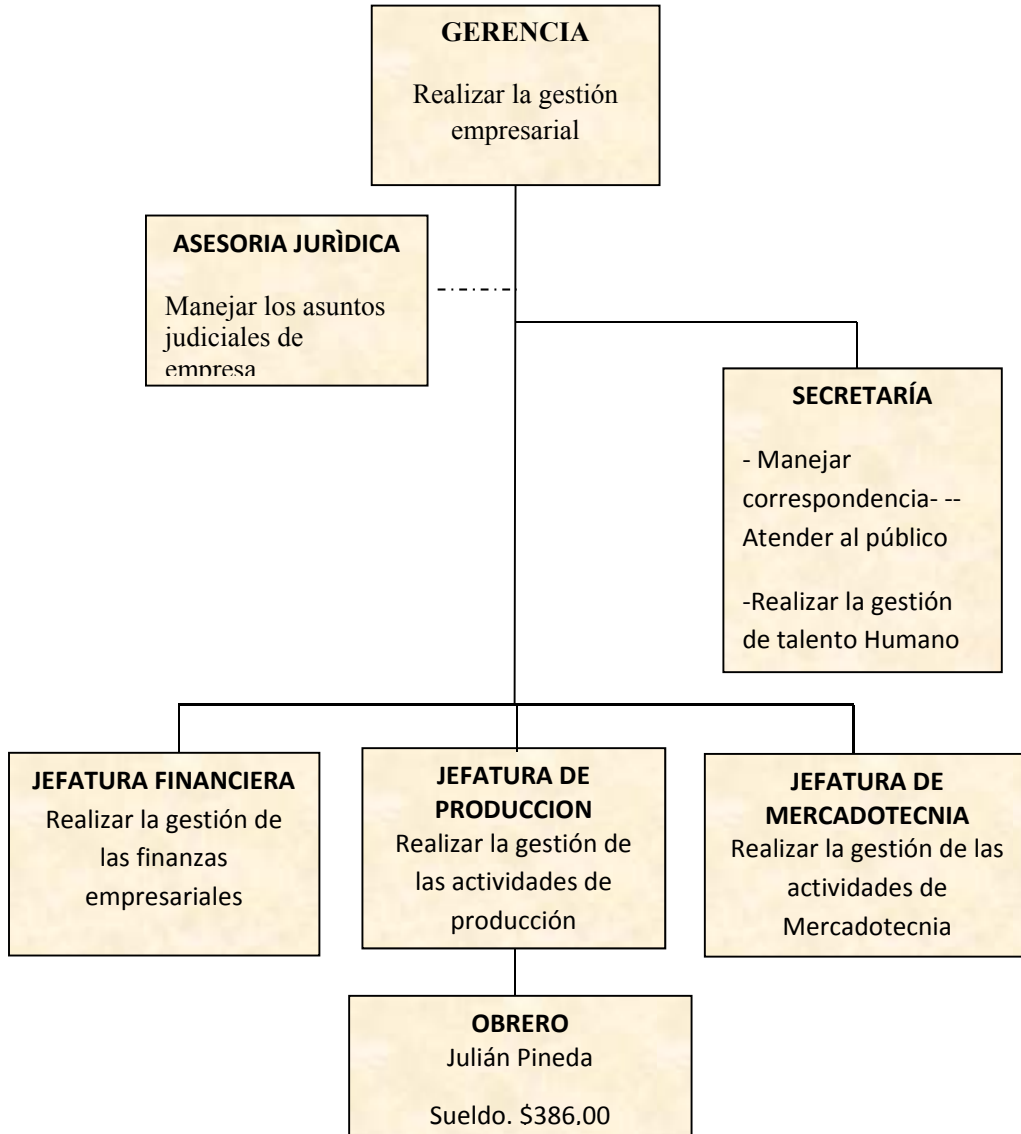 GERENCIA
Realizar la gestión
empresarial
ASESORIA JURÌDICA
Manejar los asuntos
judiciales de
empresa
SECRETARÍA
- Manejar
correspondencia- --
Atender al público
-Realizar la gestión
de talento Humano
JEFATURA FINANCIERA
Realizar la gestión de
las finanzas
empresariales
JEFATURA DE
PRODUCCION
Realizar la gestión de
las actividades de
producción
JEFATURA DE
MERCADOTECNIA
Realizar la gestión de las
actividades de
Mercadotecnia
OBRERO
Julián Pineda
Sueldo. $386,00